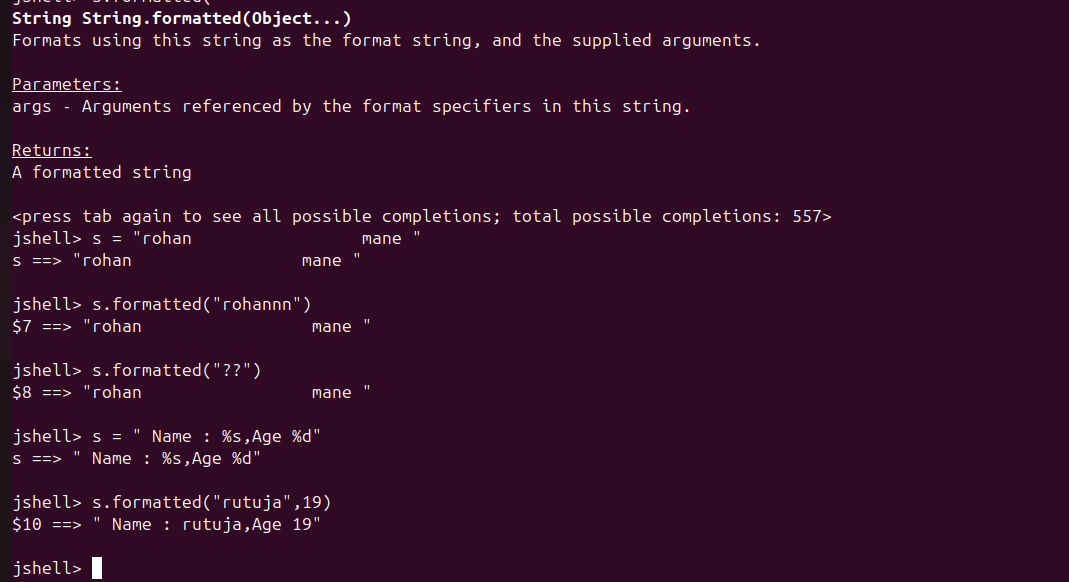 String String.formatted(Object...)
Formats using this string as the format string, and the supplied arguments.
Parameters:
args - Arguments referenced by the format specifiers in this string.
Returns:
A formatted string
<press tab again to see all possible completions; total possible completions: 557>
jshell> s = "rohan                 mane "
s ==> "rohan                 mane "
jshell> s.formatted("rohannn")
$7 ==> "rohan                 mane "
jshell> s.formatted("??")
$8 ==> "rohan                 mane "
jshell> s = " Name : %s,Age %d"
s ==> " Name : %s,Age %d"
jshell> s.formatted("rutuja",19)
$10 ==> " Name : rutuja,Age 19"
jshell>